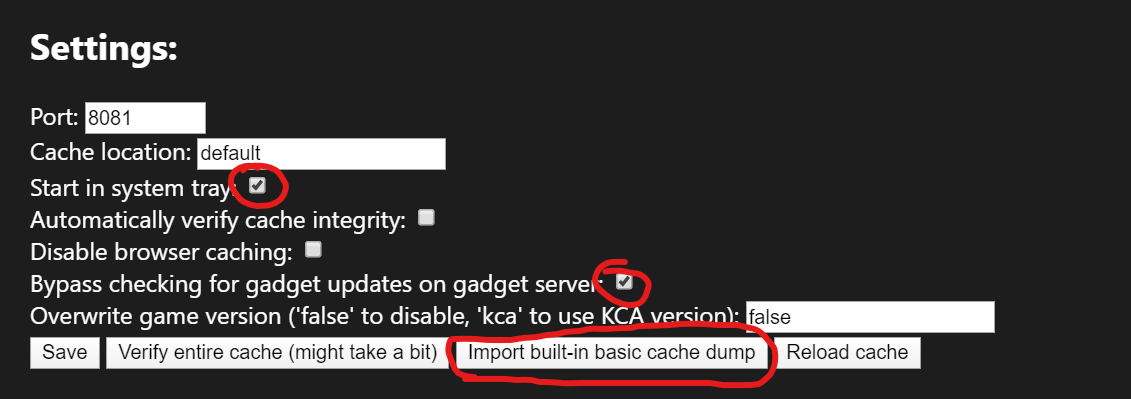 Settings:
Port: 8081
Cache location: default
Start in system tray:
Automatically verify cache integrity:
Disable browser caching:
Bypass checking for gadget updates on gadget server:
Overwrite game version ('false' to disable, 'kca' to use KCA version): false
Save Verify entire cache (might take a bit) Import built-in basic cache dump Reload cache